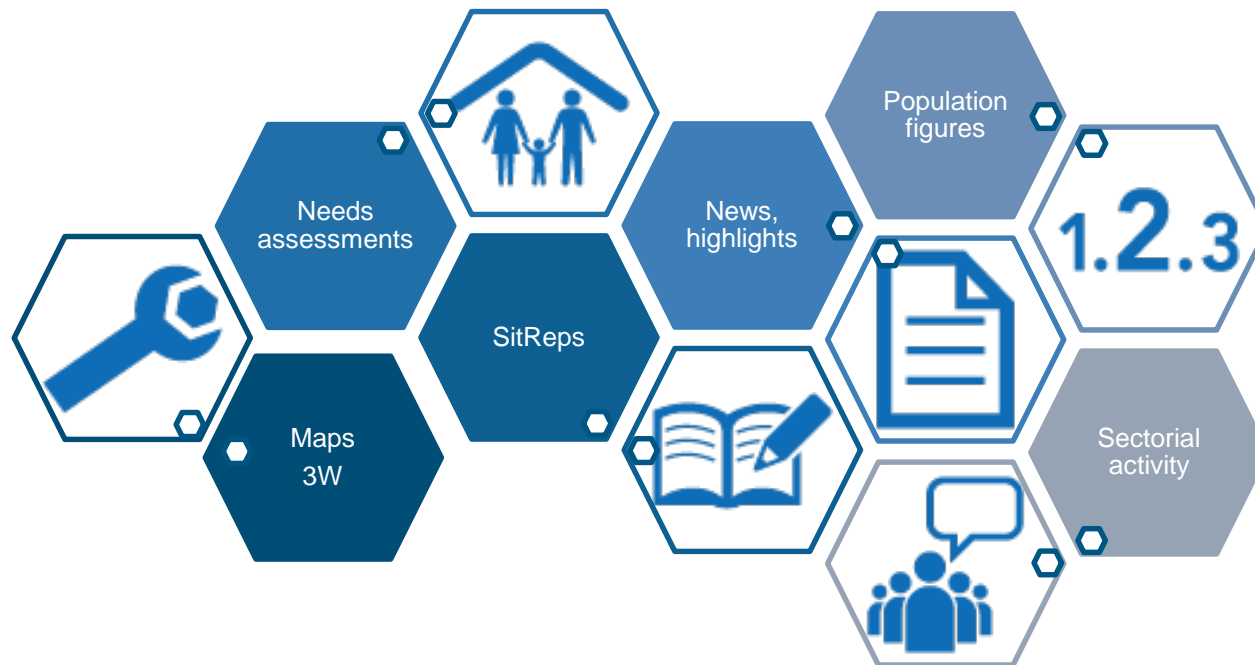 Population
figures
Needs
assessments
News,
highlights
1.2.3
SitReps
Maps
3W
Sectorial
activity